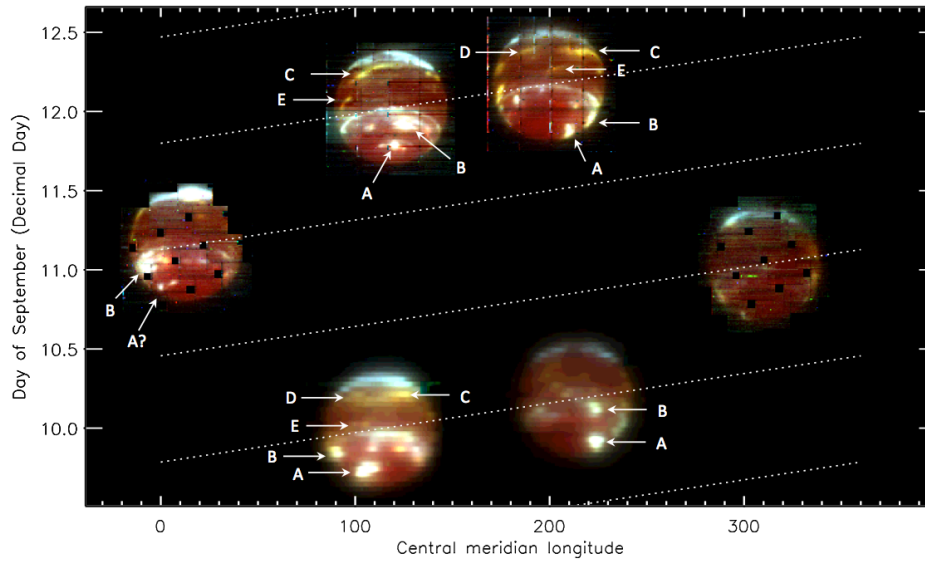 Day of September (Decimal Day)
12.5
12.0
11.5
11.0
10.5
10.0
C
E
A
B
D
C
E
B
A
B
A?
D
C
E
B
A
B
A
0
100
200
300
Central meridian longitude